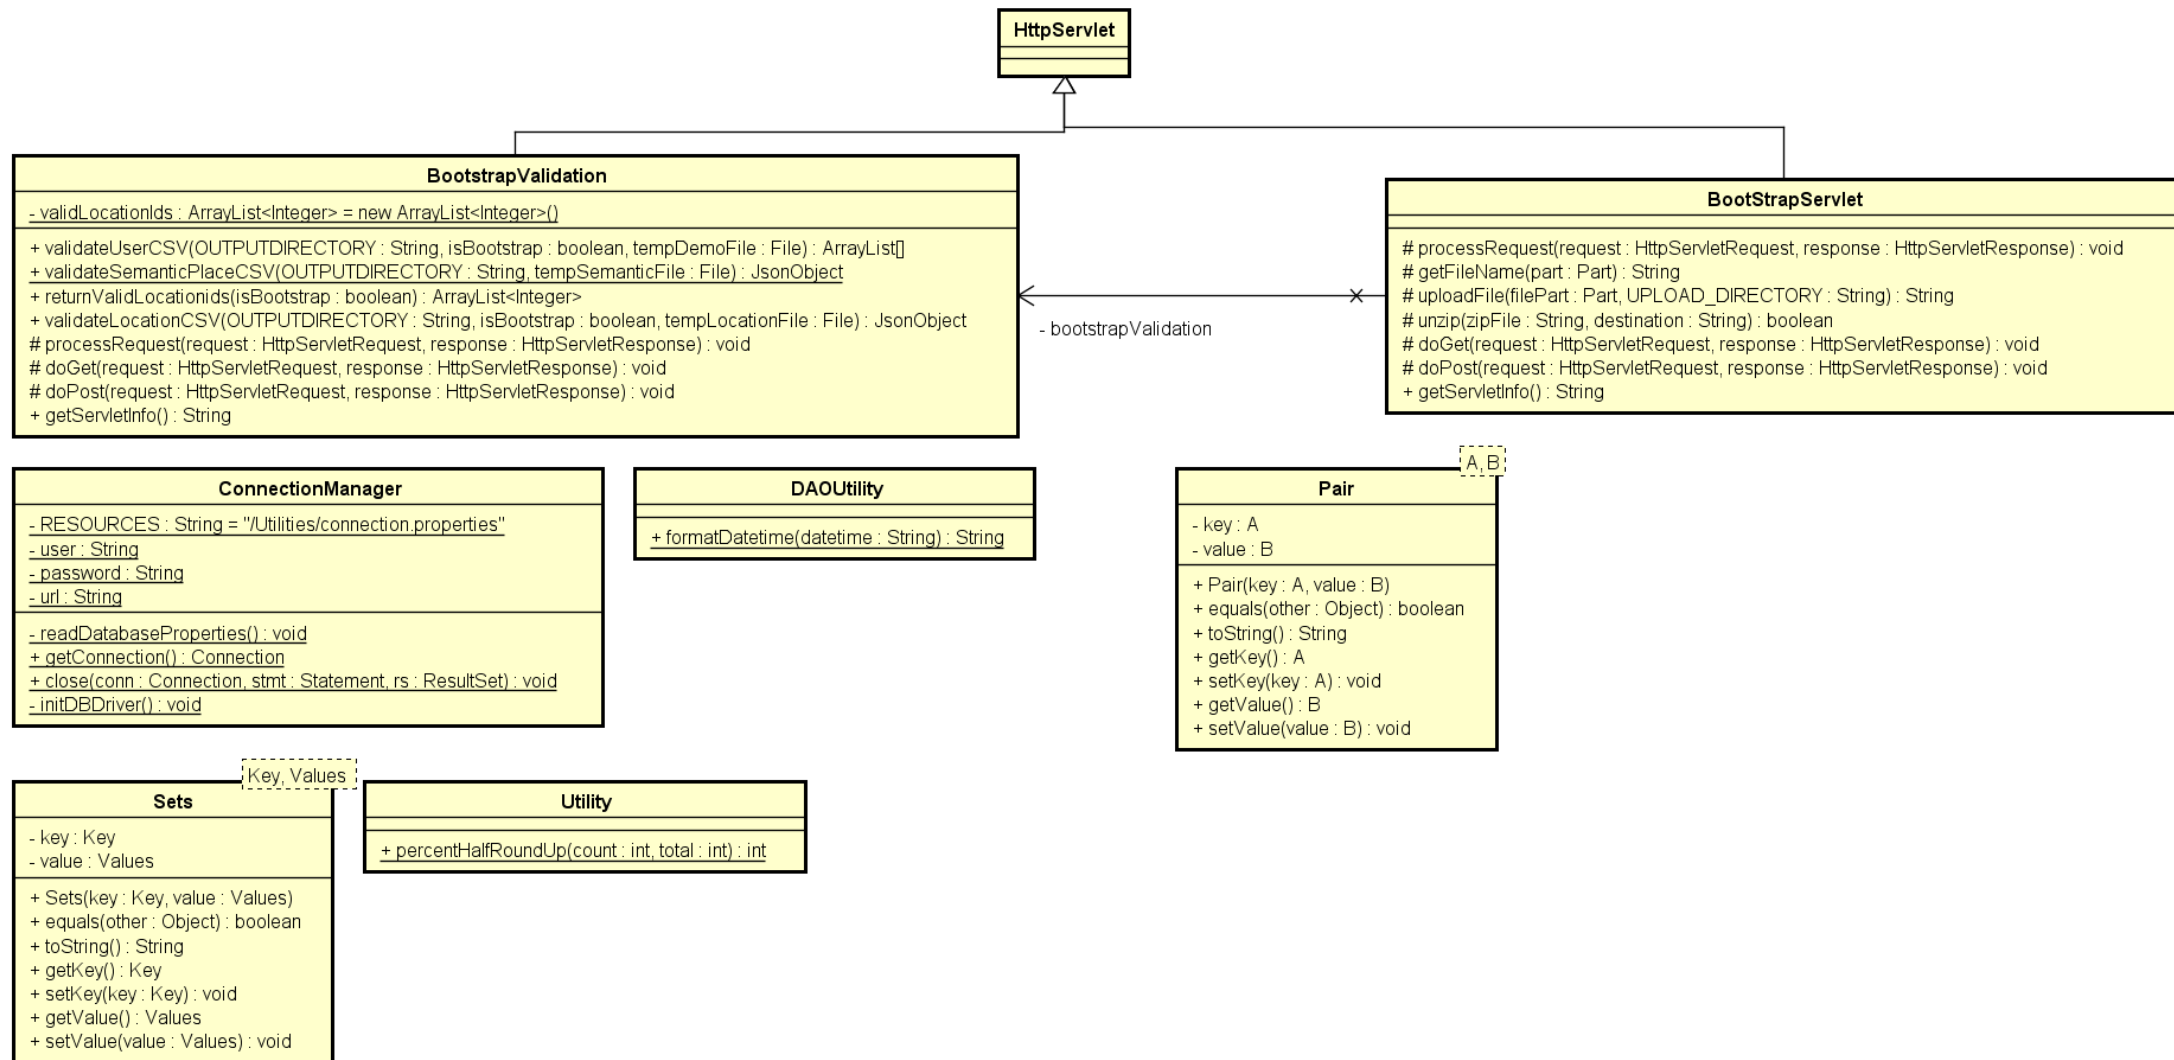 HttpServlet
BootstrapValidation
- validLocationIds : ArrayList<Integer> = new ArrayList<Integer>()
+ validateUserCSV(OUTPUTDIRECTORY : String, isBootstrap : boolean, tempDemoFile : File) : ArrayList[]
+ validateSemanticPlaceCSV(OUTPUTDIRECTORY : String, tempSemanticFile : File) : JsonObject
+ returnValidLocationids(isBootstrap : boolean) : ArrayList<Integer>
+ validateLocationCSV(OUTPUTDIRECTORY : String, isBootstrap : boolean, tempLocationFile : File) : JsonObject
# processRequest(request : HttpServletRequest, response : HttpServletResponse) : void
# doGet(request : HttpServletRequest, response : HttpServletResponse) : void
# doPost(request : HttpServletRequest, response : HttpServletResponse) : void
+ getServletInfo() : String
- bootstrapValidation
BootStrapServlet
# processRequest(request : HttpServletRequest, response : HttpServletResponse) : void
# getFileName(part : Part) : String
# uploadFile(filePart : Part, UPLOAD_DIRECTORY : String) : String
# unzip(zipFile : String, destination : String) : boolean
# doGet(request : HttpServletRequest, response : HttpServletResponse) : void
# doPost(request : HttpServletRequest, response : HttpServletResponse) : void
+ getServletInfo() : String
ConnectionManager
- RESOURCES : String = "/Utilities/connection.properties"
- user : String
- password : String
- url : String
- readDatabaseProperties() : void
+ getConnection() : Connection
+ close(conn : Connection, stmt : Statement, rs : ResultSet) : void
- initDBDriver() : void
DAOUtility
+ formatDatetime(datetime : String) : String
A, B
Pair
- key : A
- value : B
+ Pair(key : A, value : B)
+ equals(other : Object) : boolean
+ toString() : String
+ getKey() : A
+ setKey(key : A) : void
+ getValue() : B
+ setValue(value : B) : void
Key, Values
Sets
- key : Key
- value : Values
+ Sets(key : Key, value : Values)
+ equals(other : Object) : boolean
+ toString() : String
+ getKey() : Key
+ setKey(key : Key) : void
+ getValue() : Values
+ setValue(value : Values) : void
Utility
+ percentHalfRoundUp(count : int, total : int) : int